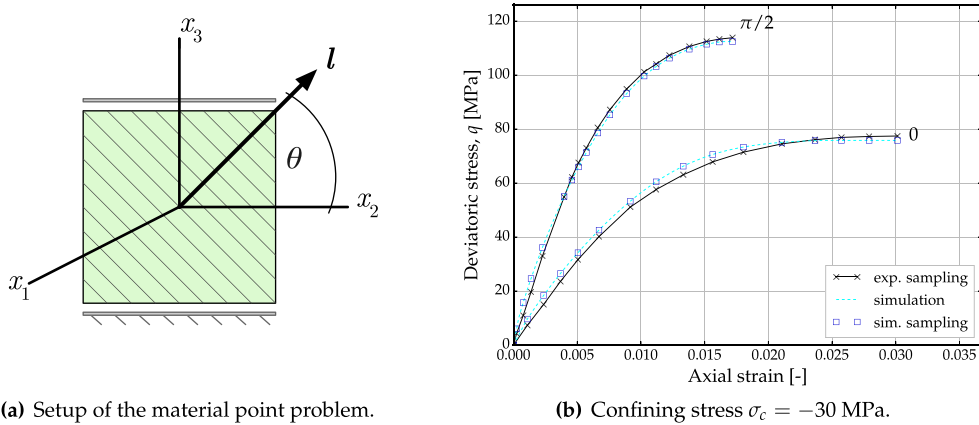 x₃
l
θ
x₂
x₁
(a) Setup of the material point problem.
Deviatoric stress, q [MPa]
120
100
80
60
40
20
0
0.000 0.005 0.010 0.015 0.020 0.025 0.030 0.035
Axial strain [-]
π/2
0
exp. sampling
simulation
sim. sampling
(b) Confining stress σ_c = −30 MPa.